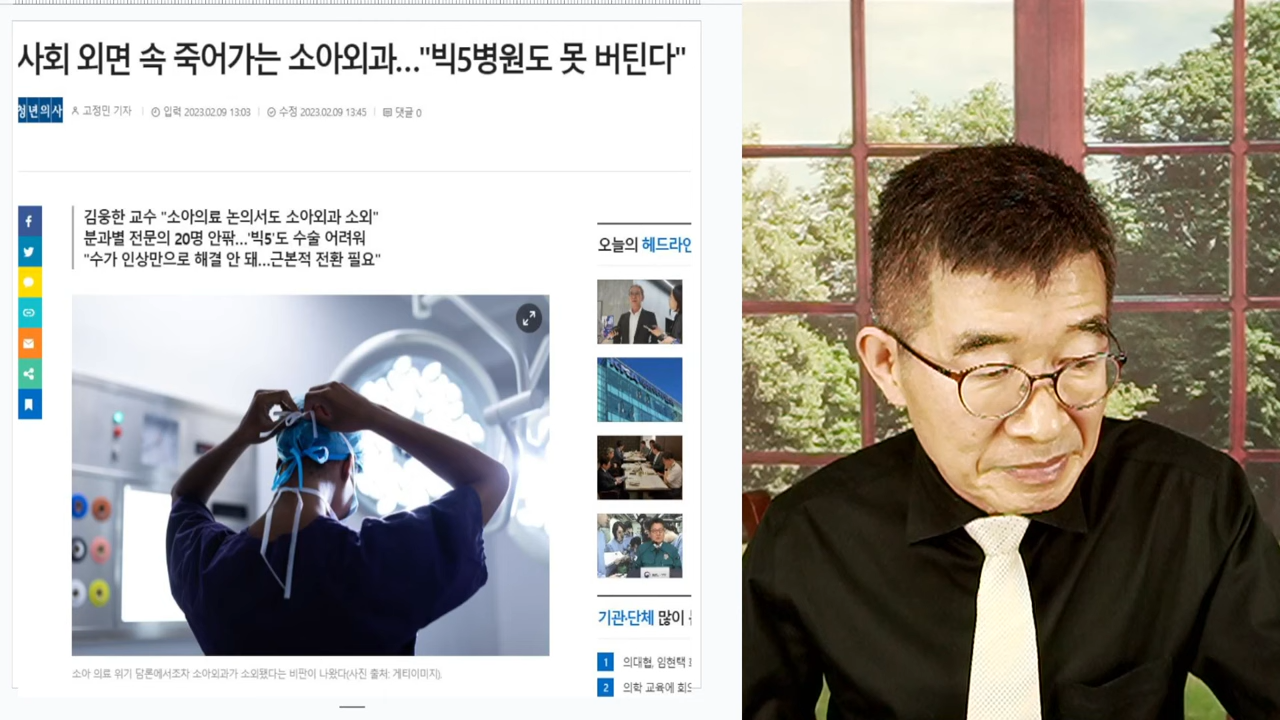 사회 외면 속 죽어가는 소아외과..."빅5병원도 못 버틴다"
청년의사 고정민 기자 입력 2023.02.09 13:03 수정 2023.02.09 13:45 댓글 0
김웅한 교수 "소아의료 논의서도 소아외과 소외"
분과별 전문의 20명 안팎…'빅5'도 수술 어려워
"수가 인상만으로 해결 안 돼…근본적 전환 필요"
오늘의 헤드라인
소아 의료 위기 담론에서조차 소아외과가 소외됐다는 비판이 나왔다(사진 출처: 게티이미지).
기관·단체 많이
1 의대협, 임현택
2 의학 교육에